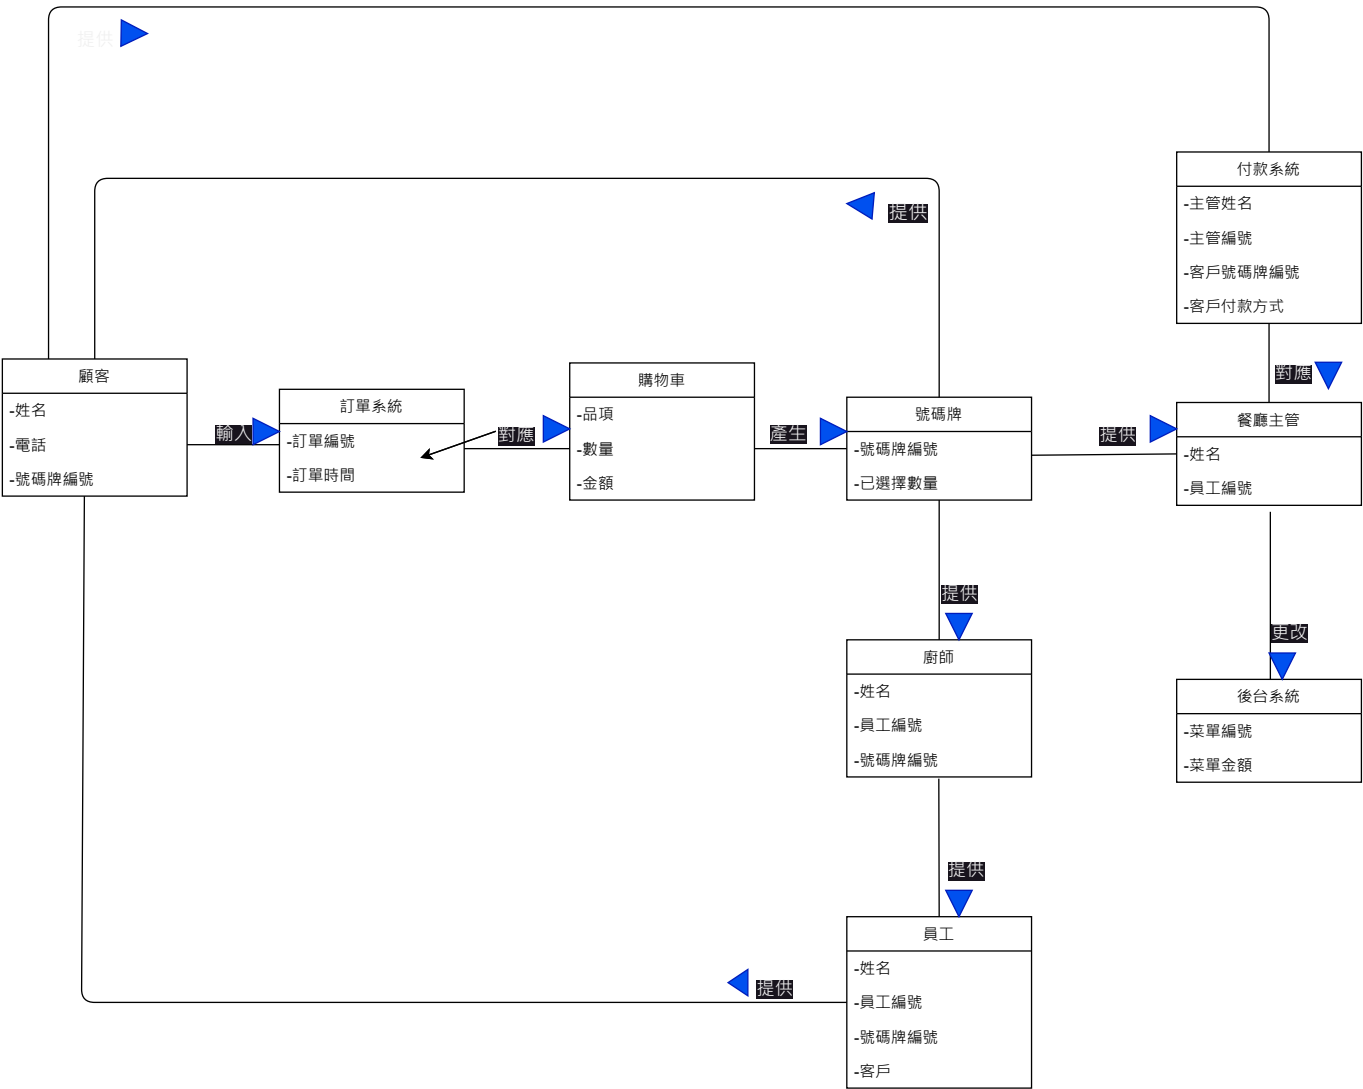 提供
提供
付款系統
-主管姓名
-主管編號
-客戶號碼牌編號
-客戶付款方式
對應
顧客
-姓名
-電話
-號碼牌編號
輸入
訂單系統
-訂單編號
-訂單時間
對應
購物車
-品項
-數量
-金額
產生
號碼牌
-號碼牌編號
-已選擇數量
提供
餐廳主管
-姓名
-員工編號
提供
更改
廚師
-姓名
-員工編號
-號碼牌編號
後台系統
-菜單編號
-菜單金額
提供
員工
-姓名
-員工編號
-號碼牌編號
-客戶
提供